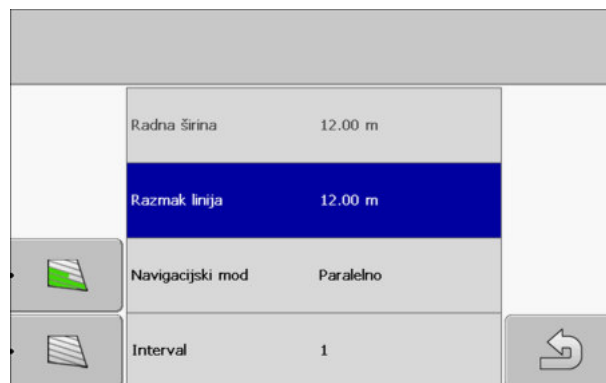 Radna širina 12.00 m
Razmak linija 12.00 m
Navigacijski mod Paralelno
Interval 1